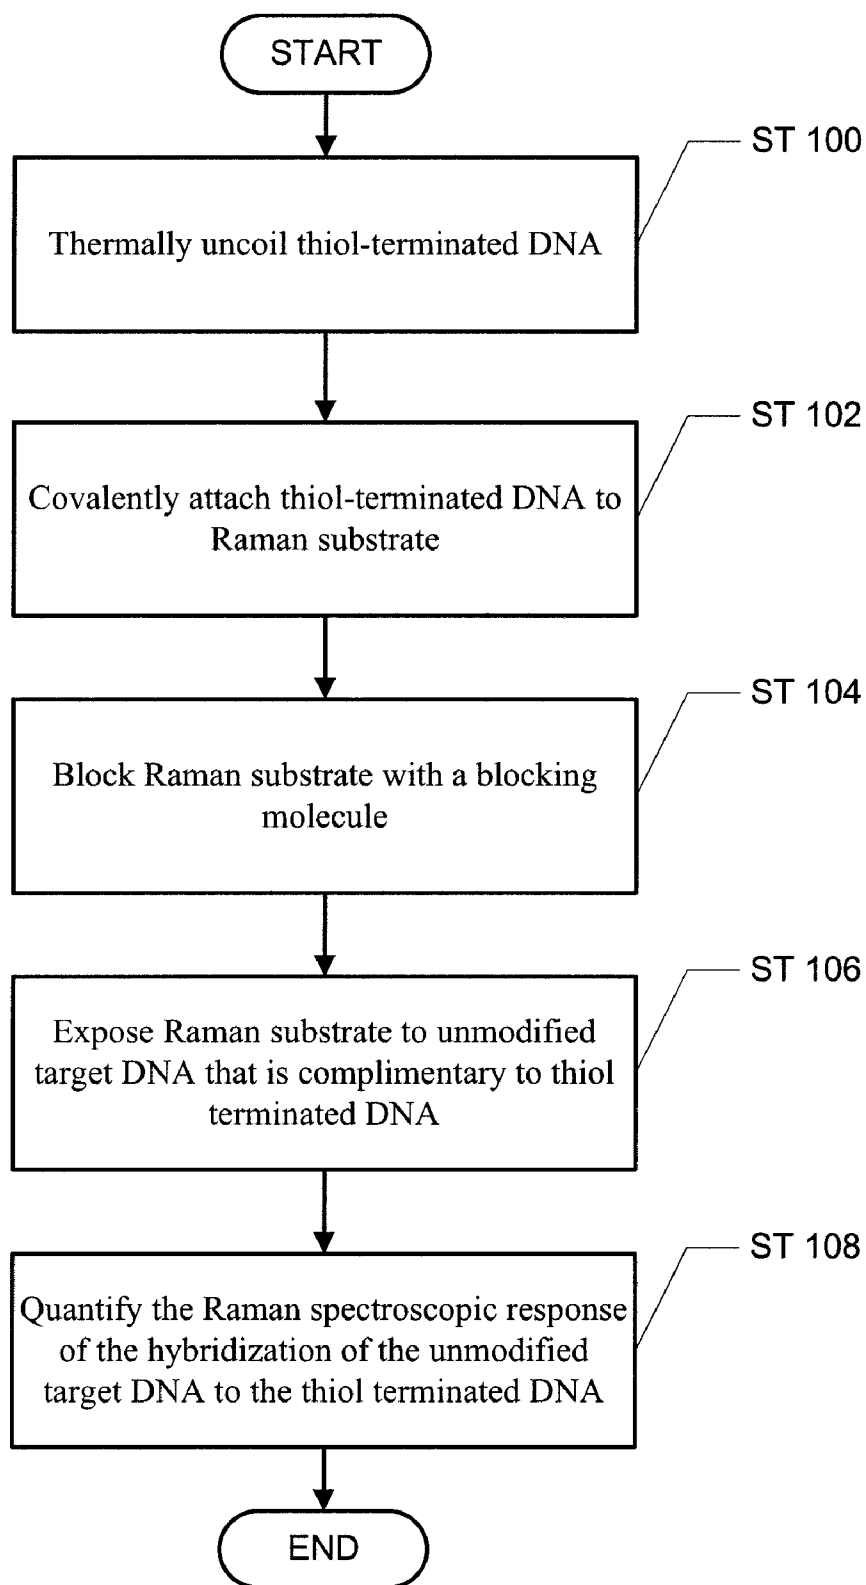 START
ST 100
Thermally uncoil thiol-terminated DNA
ST 102
Covalently attach thiol-terminated DNA to
Raman substrate
ST 104
Block Raman substrate with a blocking
molecule
ST 106
Expose Raman substrate to unmodified
target DNA that is complimentary to thiol
terminated DNA
ST 108
Quantify the Raman spectroscopic response
of the hybridization of the unmodified
target DNA to the thiol terminated DNA
END